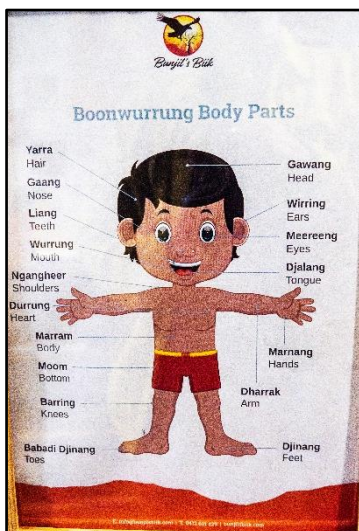 Bunjil's Biik
Boonwurrung Body Parts
Yarra
Hair
Gaang
Nose
Liang
Teeth
Wurrung
Mouth
Ngangheer
Shoulders
Durrung
Heart
Marram
Body
Moom
Bottom
Barring
Knees
Babadi Djinang
Toes
Gawang
Head
Wirring
Ears
Meereeng
Eyes
Djalang
Tongue
Marnang
Hands
Dharrak
Arm
Djinang
Feet